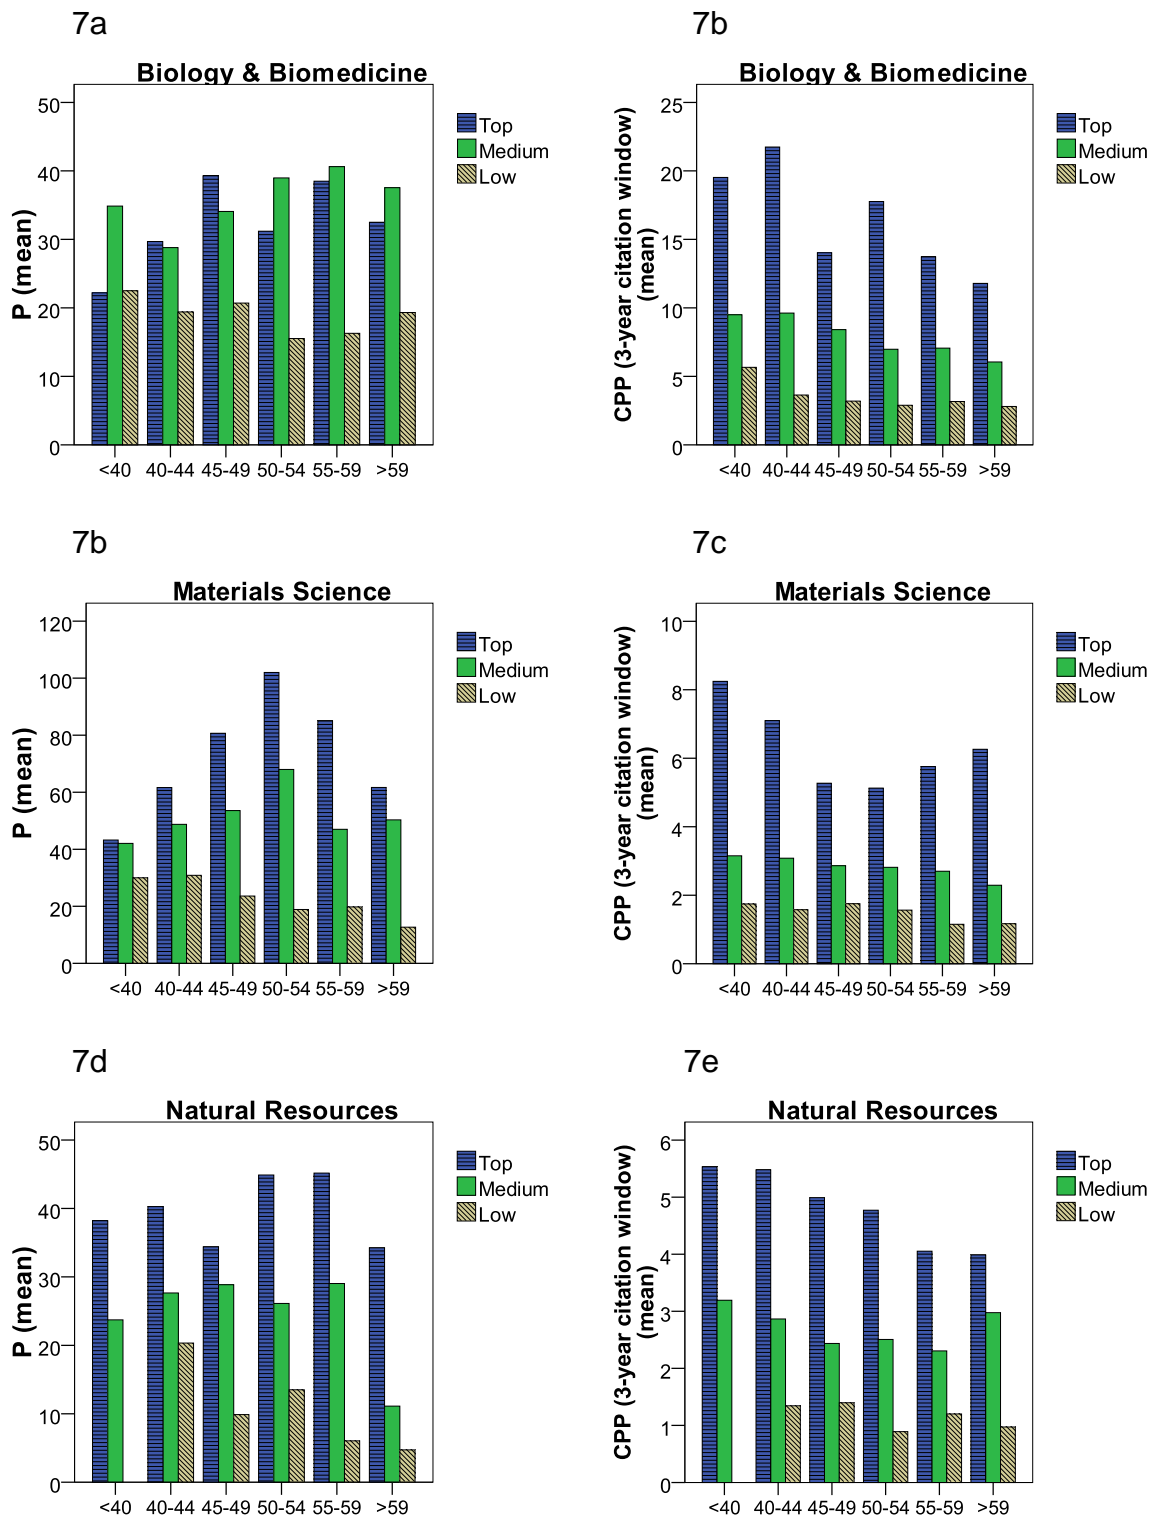 7a
Biology & Biomedicine
50
40
30
20
10
0
P (mean)
<40 40-44 45-49 50-54 55-59 >59
Top
Medium
Low
7b
Biology & Biomedicine
25
20
15
10
5
0
CPP (3-year citation window)
(mean)
<40 40-44 45-49 50-54 55-59 >59
Top
Medium
Low
7b
Materials Science
120
100
80
60
40
20
0
P (mean)
<40 40-44 45-49 50-54 55-59 >59
Top
Medium
Low
7c
Materials Science
10
8
6
4
2
0
CPP (3-year citation window)
(mean)
<40 40-44 45-49 50-54 55-59 >59
Top
Medium
Low
7d
Natural Resources
50
40
30
20
10
0
P (mean)
<40 40-44 45-49 50-54 55-59 >59
Top
Medium
Low
7e
Natural Resources
6
5
4
3
2
1
0
CPP (3-year citation window)
(mean)
<40 40-44 45-49 50-54 55-59 >59
Top
Medium
Low